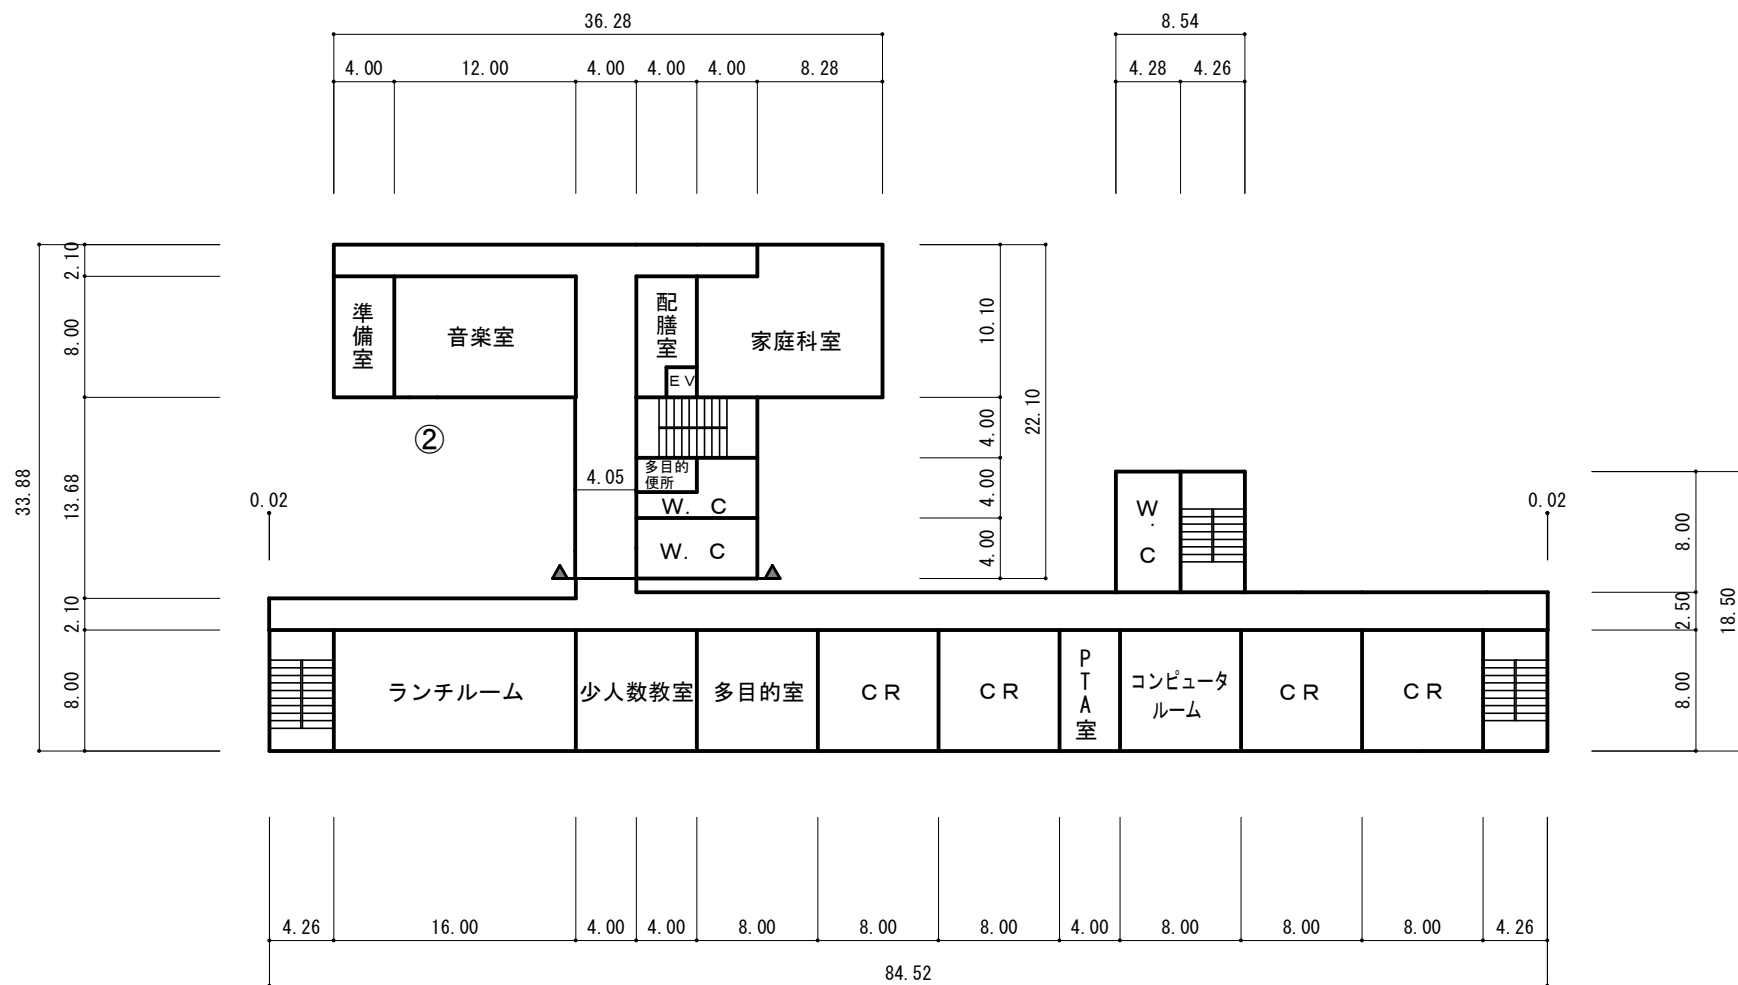 36.28
8.54
4.00 12.00 4.00 4.00 4.00 8.28
4.28 4.26
33.88
2.10
8.00
13.68
2.10
8.00
0.02
準備室
音楽室
配膳室
EV
家庭科室
②
4.05
多目的
便所
W. C
W. C
10.10
4.00
4.00
4.00
22.10
W. C
0.02
8.00
2.50
8.00
18.50
ランチルーム
少人数教室
多目的室
CR
CR
PTA室
コンピュータ
ルーム
CR
CR
4.26 16.00 4.00 4.00 8.00 8.00 8.00 4.00 8.00 8.00 8.00 4.26
84.52